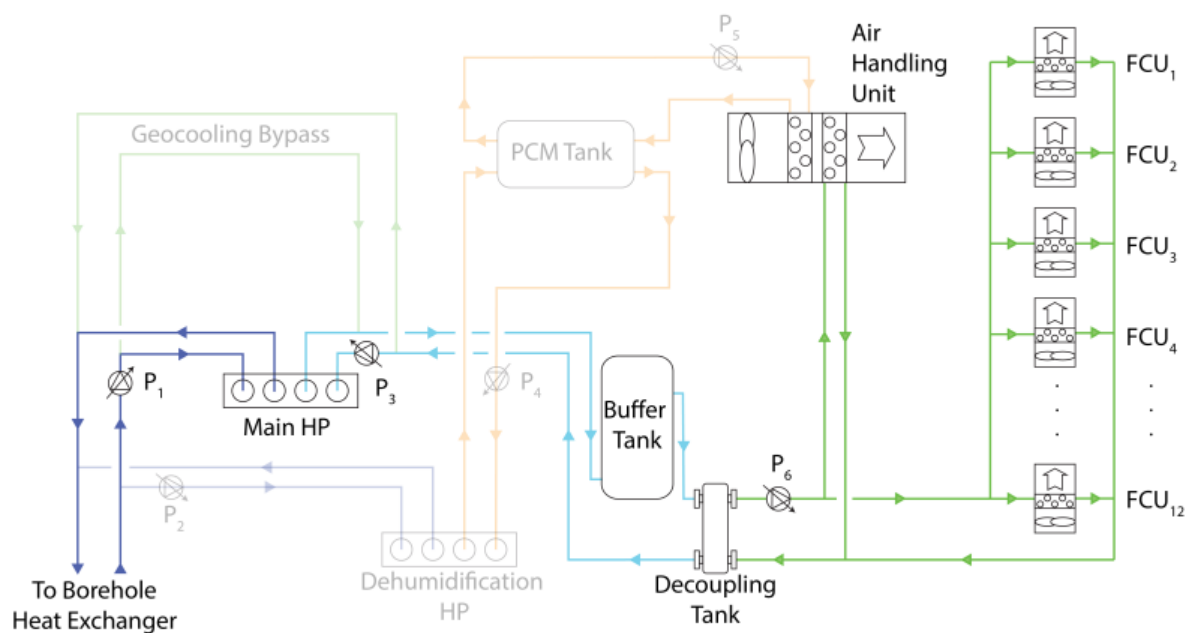 P5
Air
Handling
Unit
FCU1
Geocooling Bypass
PCM Tank
FCU2
FCU3
FCU4
P1
P3
P4
Main HP
Buffer
Tank
P6
P2
FCU12
Dehumidification
HP
Decoupling
Tank
To Borehole
Heat Exchanger